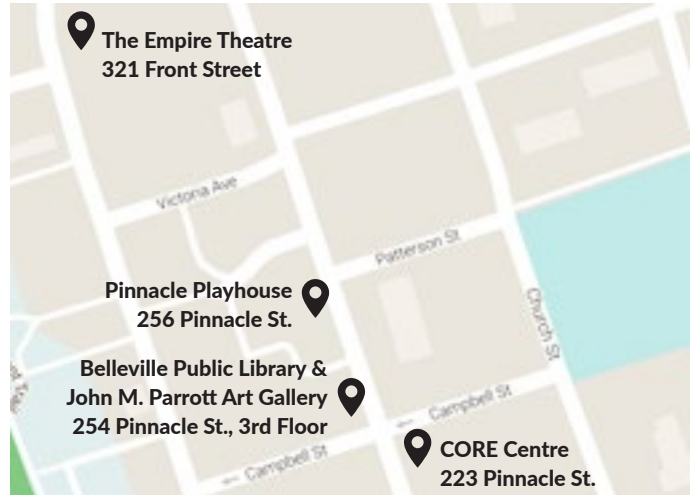 The Empire Theatre
321 Front Street
Victoria Ave
Patterson St
Pinnacle Playhouse
256 Pinnacle St.
Church St
Belleville Public Library &
John M. Parrott Art Gallery
254 Pinnacle St., 3rd Floor
Campbell St
CORE Centre
223 Pinnacle St.
Campbell St